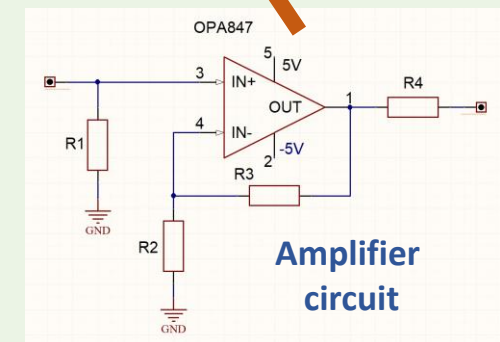 OPA847
5
5V
3
IN+
1
R4
OUT
R1
4
IN-
2
-5V
R3
GND
R2
Amplifier
circuit
GND